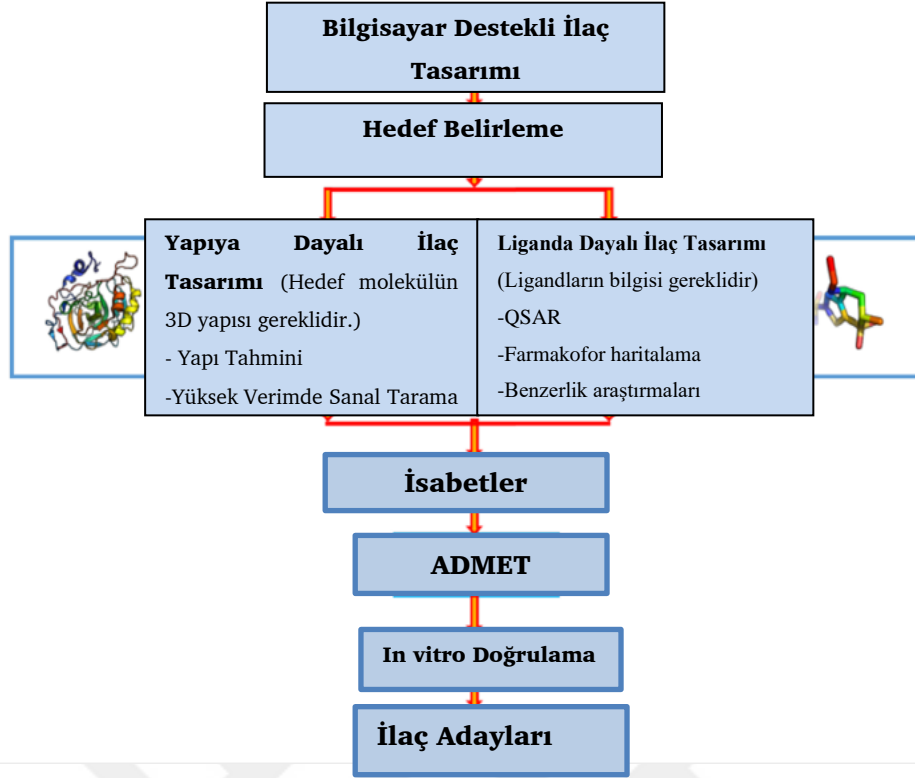 Bilgisayar Destekli İlaç
Tasarımı
Hedef Belirleme
Yapıya Dayalı İlaç
Tasarımı (Hedef molekülün
3D yapısı gereklidir.)
- Yapı Tahmini
-Yüksek Verimde Sanal Tarama
Liganda Dayalı İlaç Tasarımı
(Ligandların bilgisi gereklidir)
-QSAR
-Farmakofor haritalama
-Benzerlik araştırmaları
İsabetler
ADMET
In vitro Doğrulama
İlaç Adayları